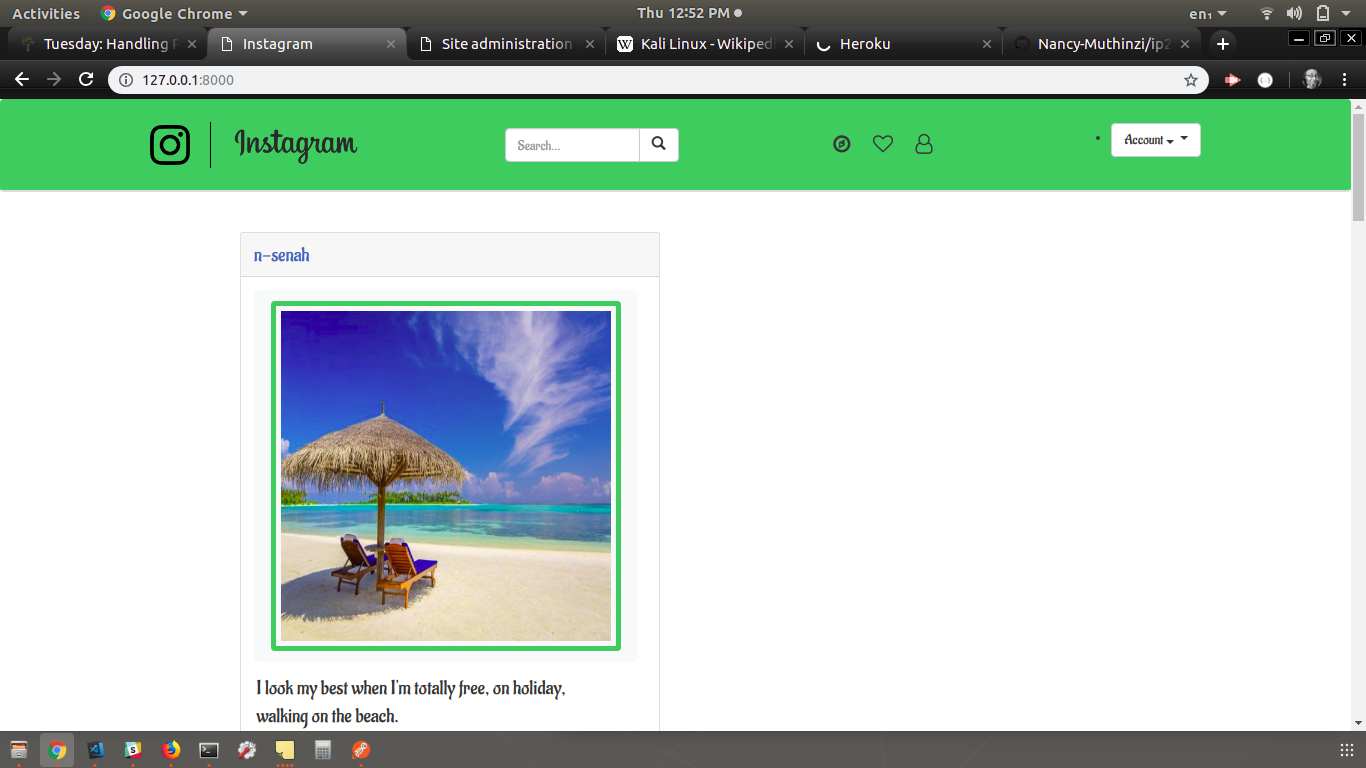 Activities
Google Chrome
Thu 12:52 PM
en₁
Tuesday: Handling
Instagram
Site administration
Kali Linux - Wikiped
Heroku
Nancy-Muthinzi/ip2
127.0.0.1:8000
Instagram
Search...
Account
n-senah
I look my best when I'm totally free, on holiday,
walking on the beach.